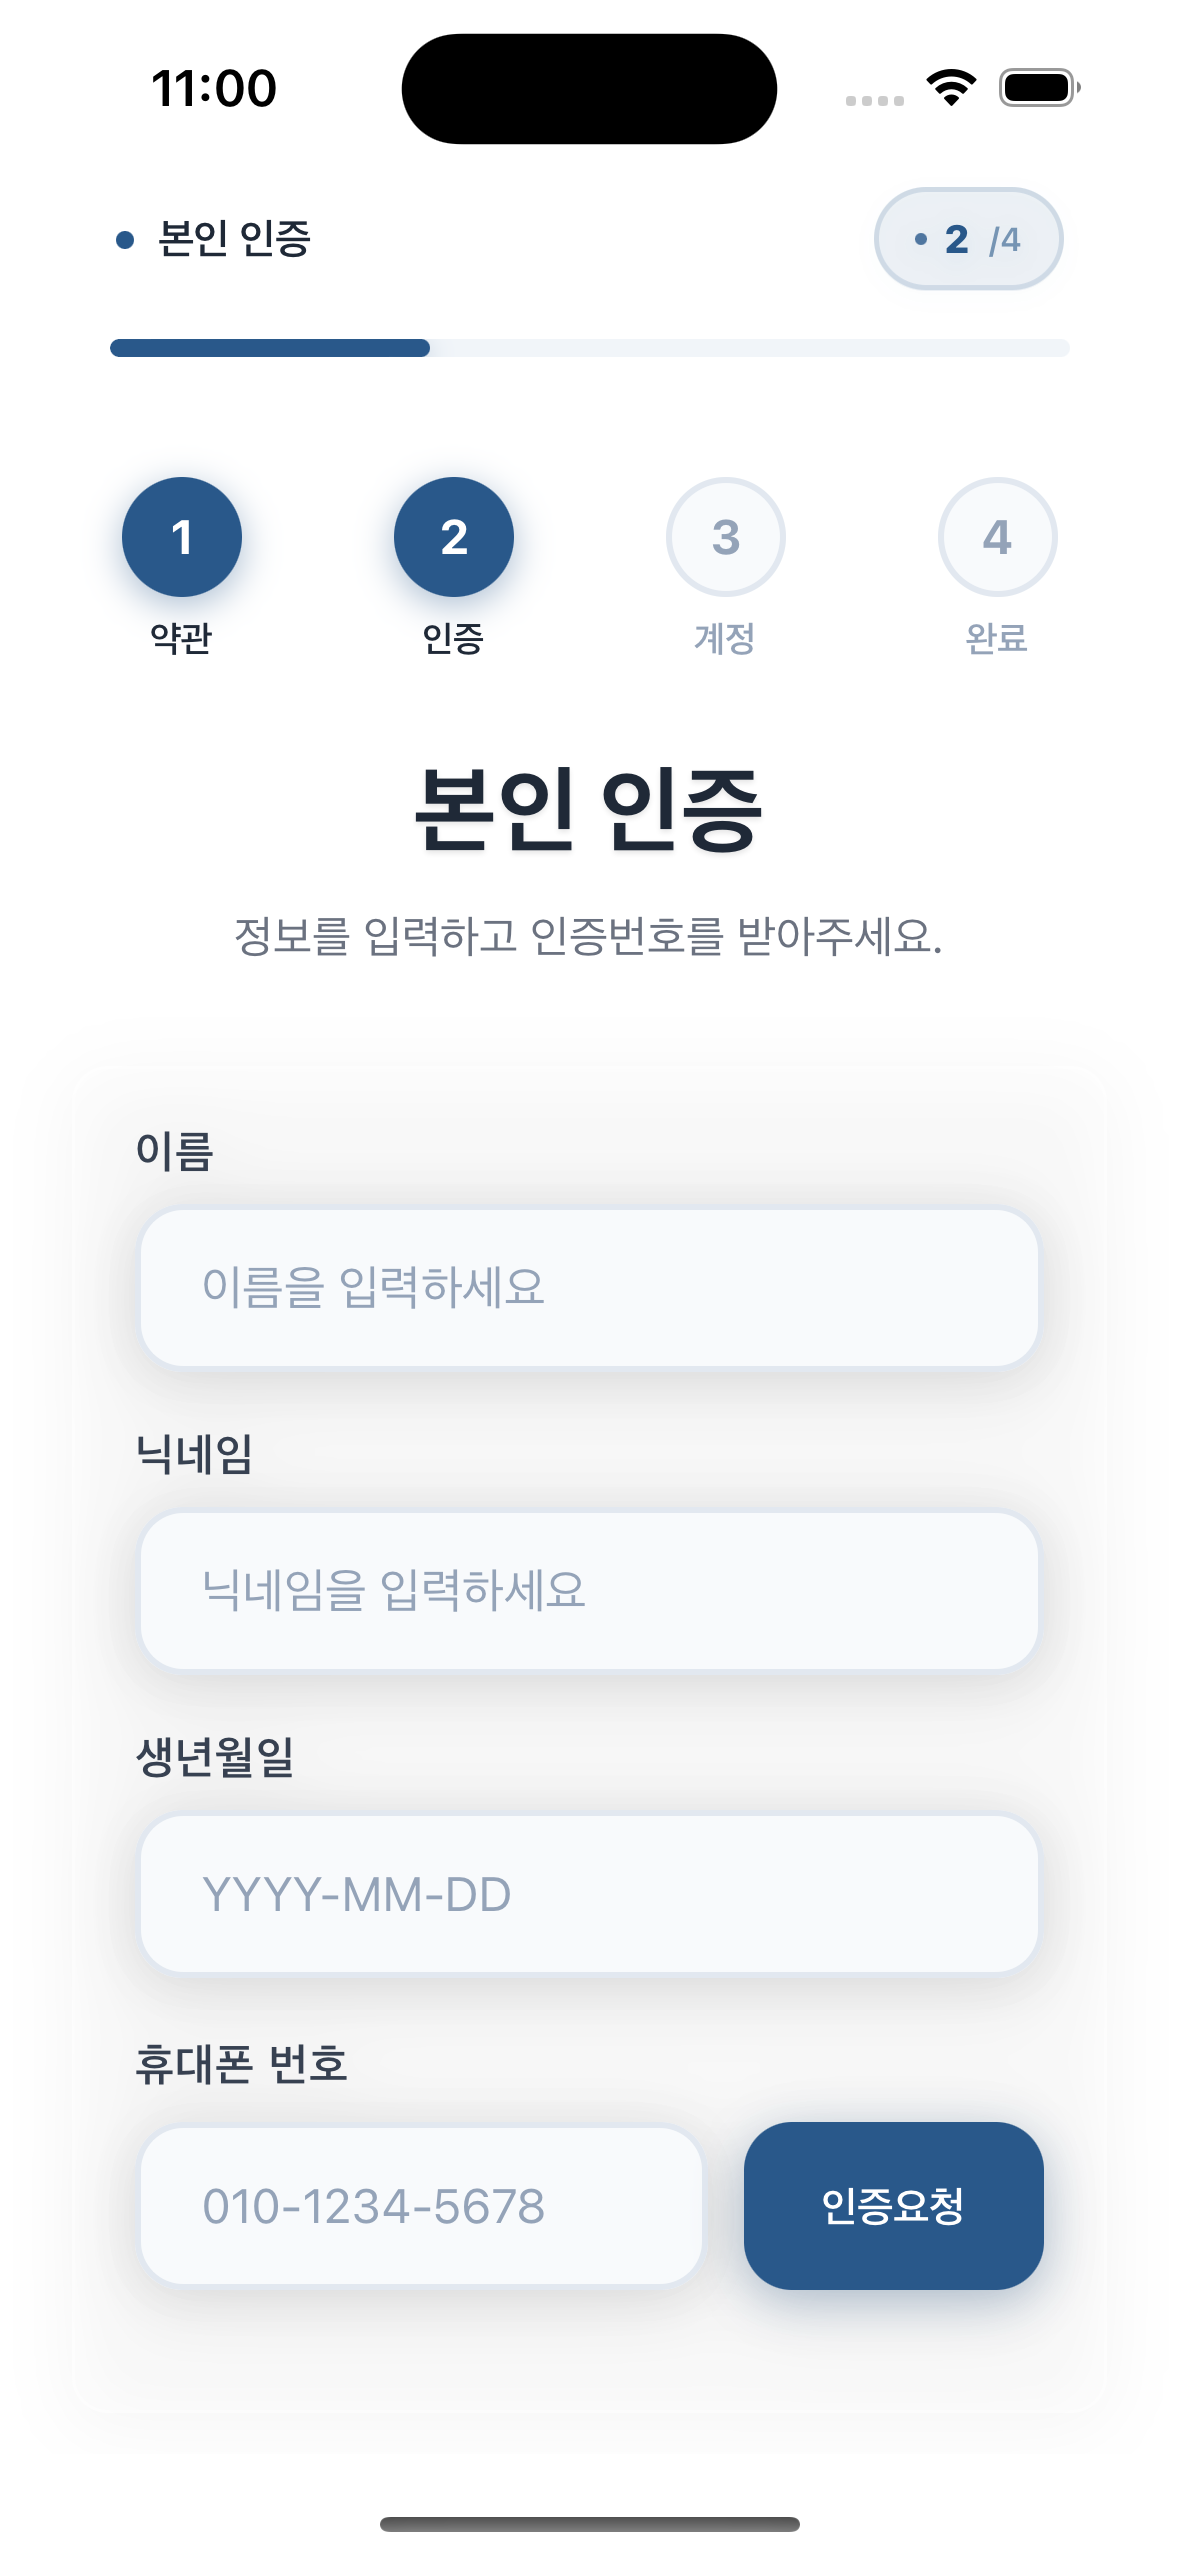 11:00
본인 인증
2 /4
1
2
3
4
약관
인증
계정
완료
본인 인증
정보를 입력하고 인증번호를 받아주세요.
이름
이름을 입력하세요
닉네임
닉네임을 입력하세요
생년월일
YYYY-MM-DD
휴대폰 번호
010-1234-5678
인증요청